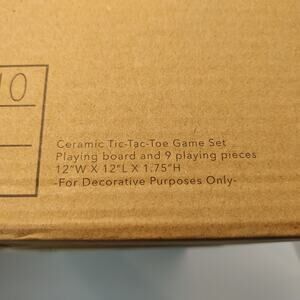 10
Ceramic Tic-Tac-Toe Game Set
Playing board and 9 playing pieces
12"W X 12"L X 1.75"H
-For Decorative Purposes Only-